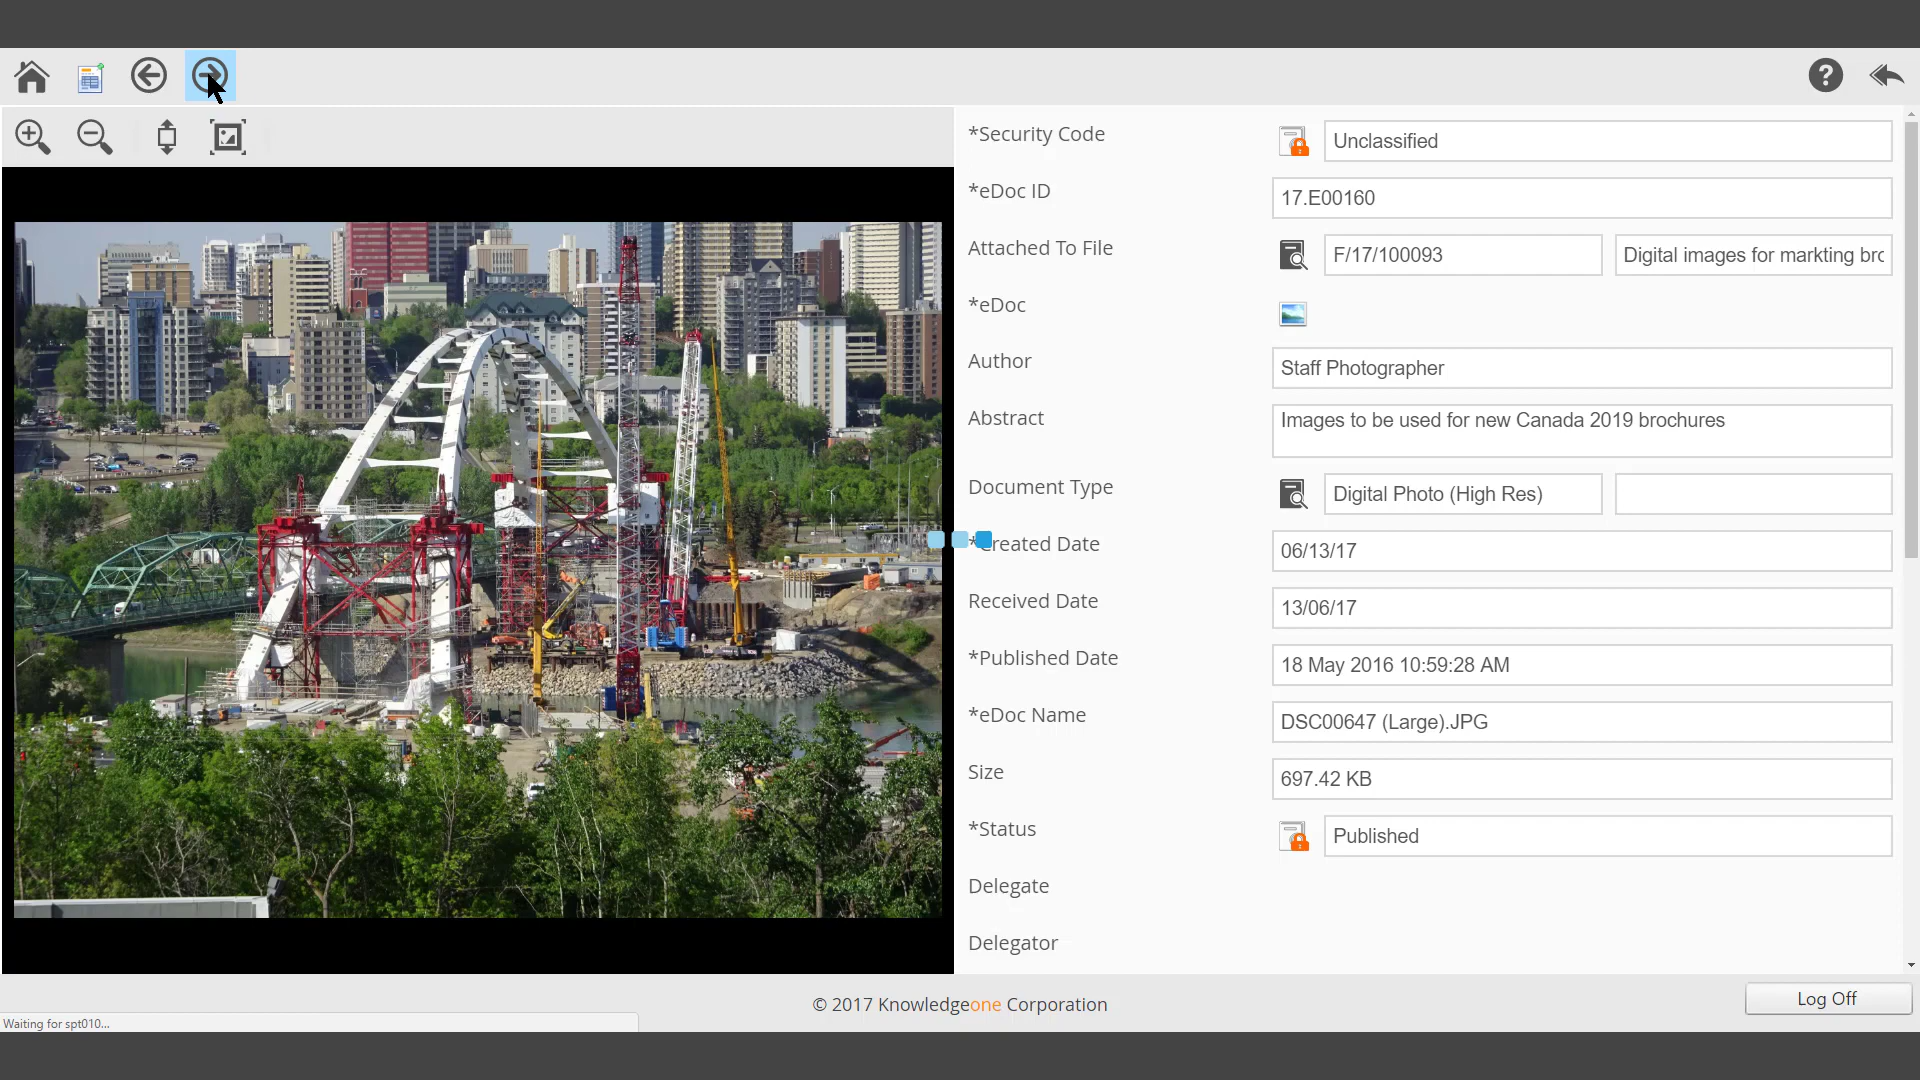 *Security Code
Unclassified
*eDoc ID
17.E00160
Attached To File
F/17/100093
Digital images for markting brc
*eDoc
Author
Staff Photographer
Abstract
Images to be used for new Canada 2019 brochures
Document Type
Digital Photo (High Res)
*Created Date
06/13/17
Received Date
13/06/17
*Published Date
18 May 2016 10:59:28 AM
*eDoc Name
DSC00647 (Large).JPG
Size
697.42 KB
*Status
Published
Delegate
Delegator
© 2017 Knowledgeone Corporation
Log Off
Waiting for spt010...